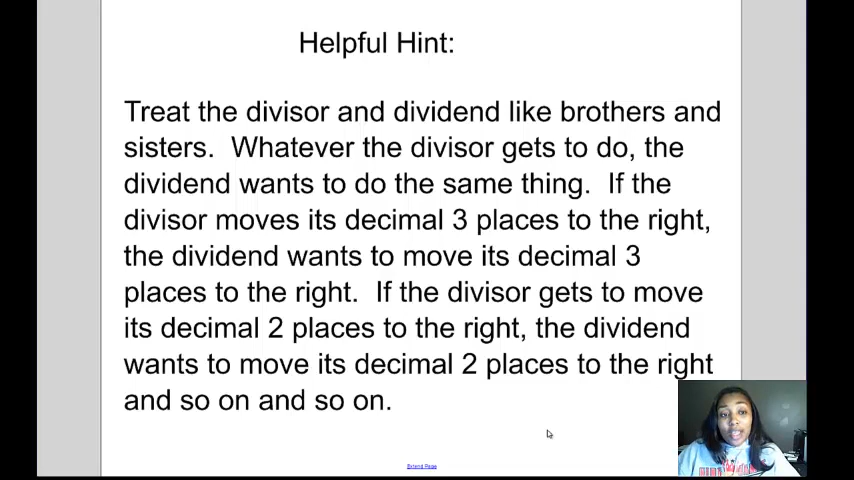 Helpful Hint:
Treat the divisor and dividend like brothers and
sisters.  Whatever the divisor gets to do, the
dividend wants to do the same thing.  If the
divisor moves its decimal 3 places to the right,
the dividend wants to move its decimal 3
places to the right.  If the divisor gets to move
its decimal 2 places to the right, the dividend
wants to move its decimal 2 places to the right
and so on and so on.
Extend Page